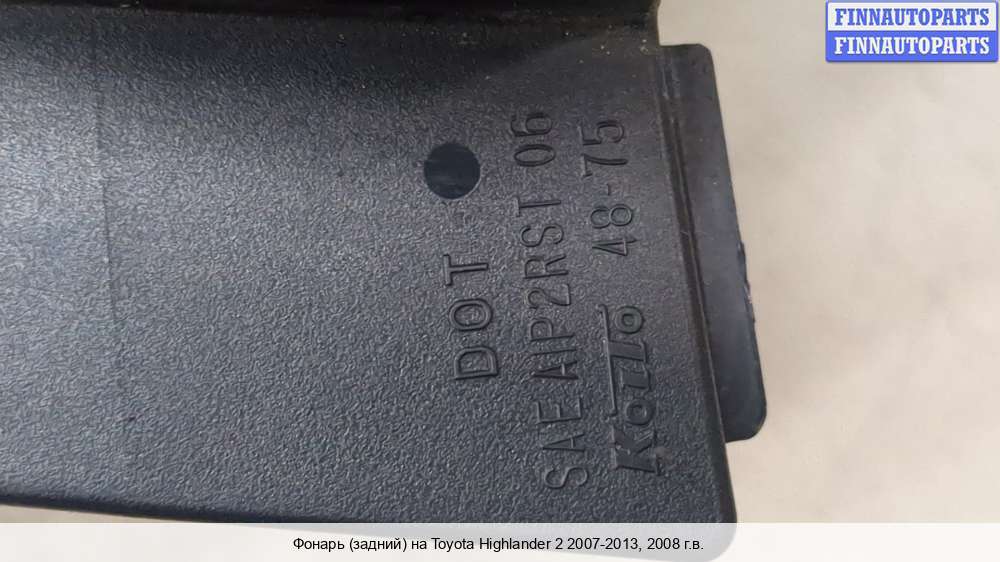 FINNAUTOPARTS
FINNAUTOPARTS
DOT
SAE AIP2RST 06
KOITO 48-75
Фонарь (задний) на Toyota Highlander 2 2007-2013, 2008 г.в.